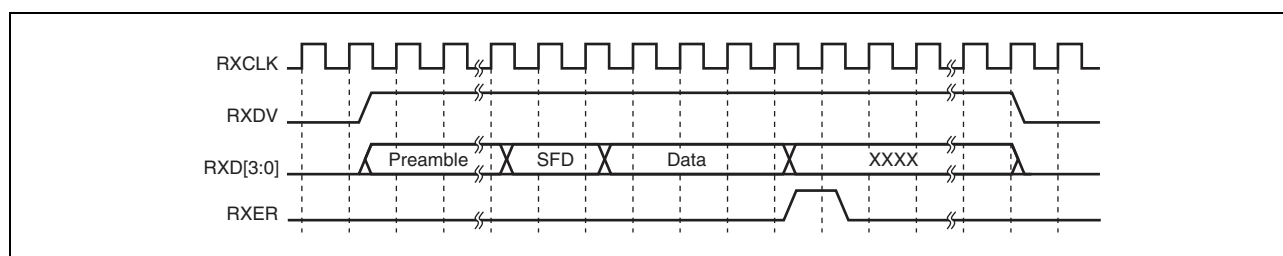 RXCLK
RXDV
RXD[3:0]
Preamble SFD Data XXXX
RXER